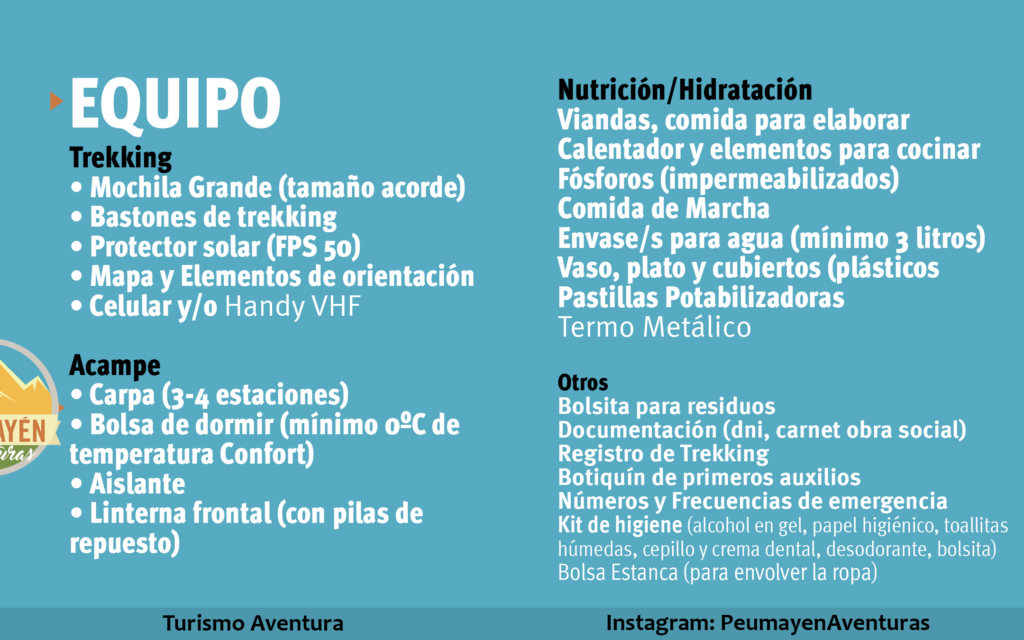 EQUIPO
Trekking
• Mochila Grande (tamaño acorde)
• Bastones de trekking
• Protector solar (FPS 50)
• Mapa y Elementos de orientación
• Celular y/o Handy VHF
Acampe
• Carpa (3-4 estaciones)
• Bolsa de dormir (mínimo 0ºC de
temperatura Confort)
• Aislante
• Linterna frontal (con pilas de
repuesto)
Nutrición/Hidratación
Viandas, comida para elaborar
Calentador y elementos para cocinar
Fósforos (impermeabilizados)
Comida de Marcha
Envase/s para agua (mínimo 3 litros)
Vaso, plato y cubiertos (plásticos
Pastillas Potabilizadoras
Termo Metálico
Otros
Bolsita para residuos
Documentación (dni, carnet obra social)
Registro de Trekking
Botiquín de primeros auxilios
Números y Frecuencias de emergencia
Kit de higiene (alcohol en gel, papel higiénico, toallitas
húmedas, cepillo y crema dental, desodorante, bolsita)
Bolsa Estanca (para envolver la ropa)
AYÉN
uras
Turismo Aventura
Instagram: PeumayenAventuras